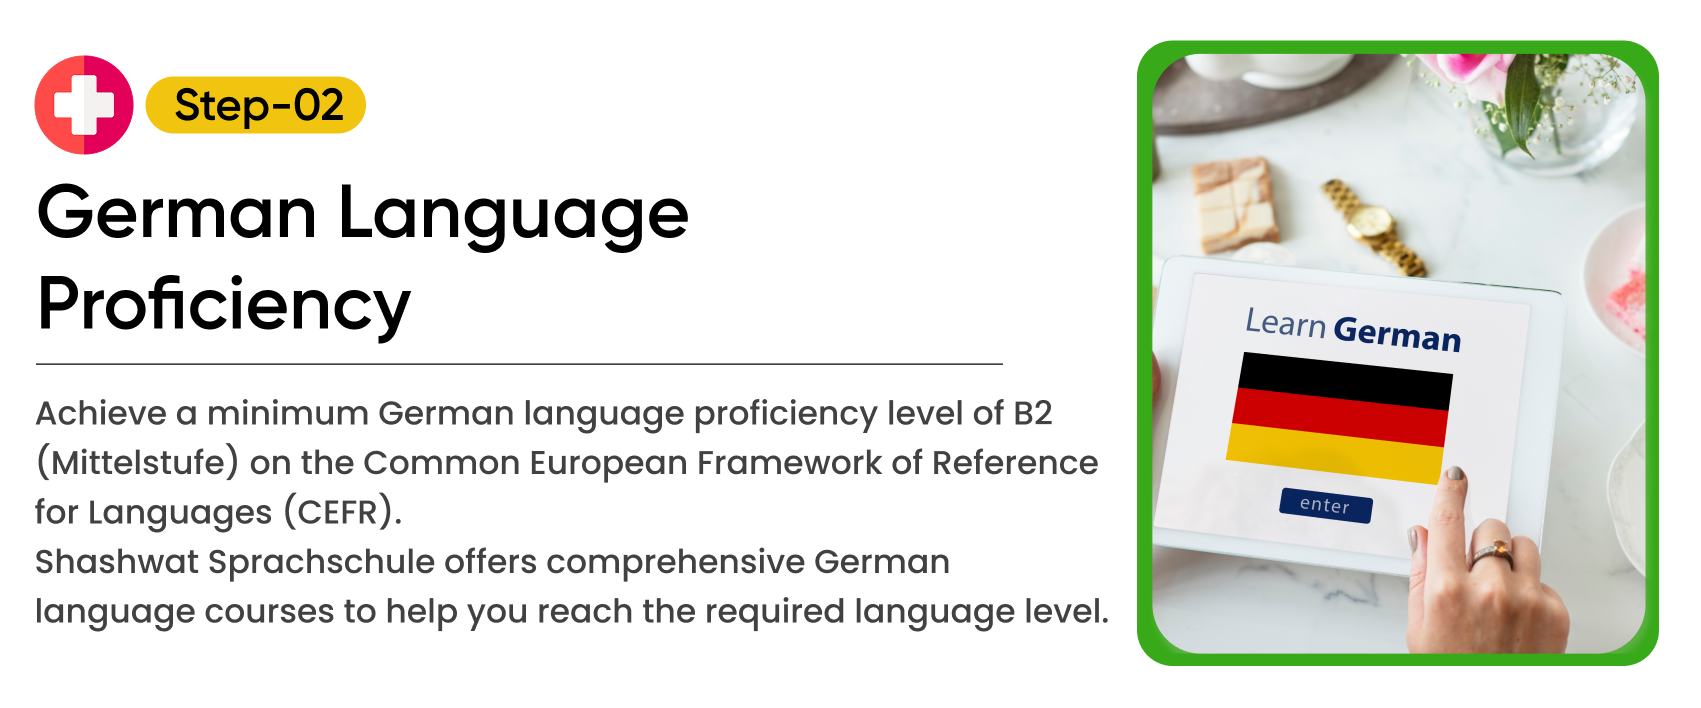 Step-02
German Language
Proficiency
Achieve a minimum German language proficiency level of B2
(Mittelstufe) on the Common European Framework of Reference
for Languages (CEFR).
Shashwat Sprachschule offers comprehensive German
language courses to help you reach the required language level.
Learn German
enter